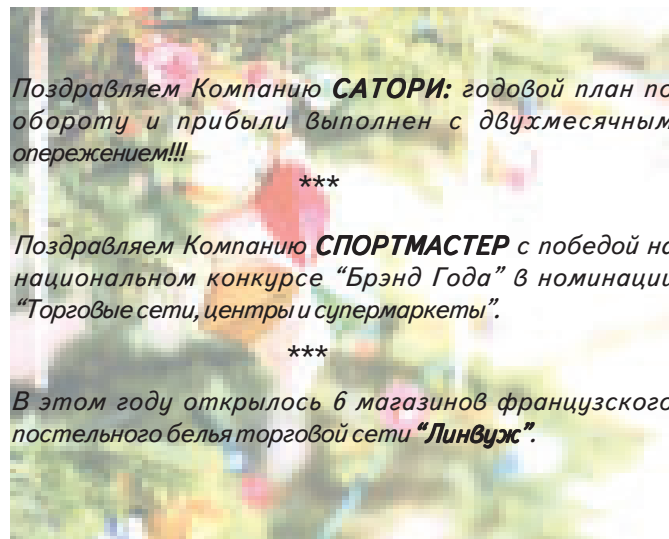 Поздравляем Компанию САТОРИ: годовой план по
обороту и прибыли выполнен с двухмесячным
опережением!!!
***
Поздравляем Компанию СПОРТМАСТЕР с победой на
национальном конкурсе “Брэнд Года” в номинации
“Торговые сети, центры и супермаркеты”.
***
В этом году открылось 6 магазинов французского
постельного белья торговой сети “Линвуж”.